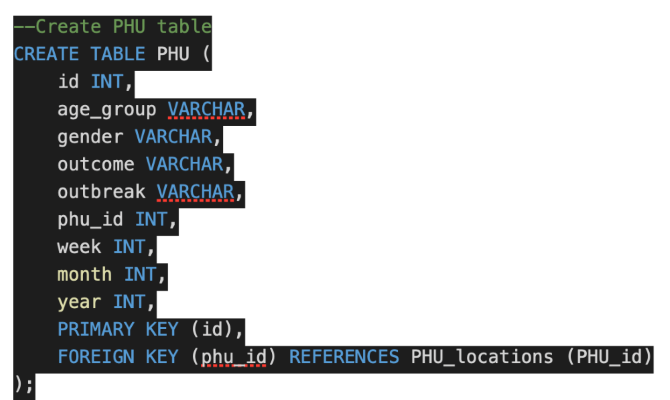 --Create PHU table
CREATE TABLE PHU (
    id INT,
    age_group VARCHAR,
    gender VARCHAR,
    outcome VARCHAR,
    outbreak VARCHAR,
    phu_id INT,
    week INT,
    month INT,
    year INT,
    PRIMARY KEY (id),
    FOREIGN KEY (phu_id) REFERENCES PHU_locations (PHU_id)
);